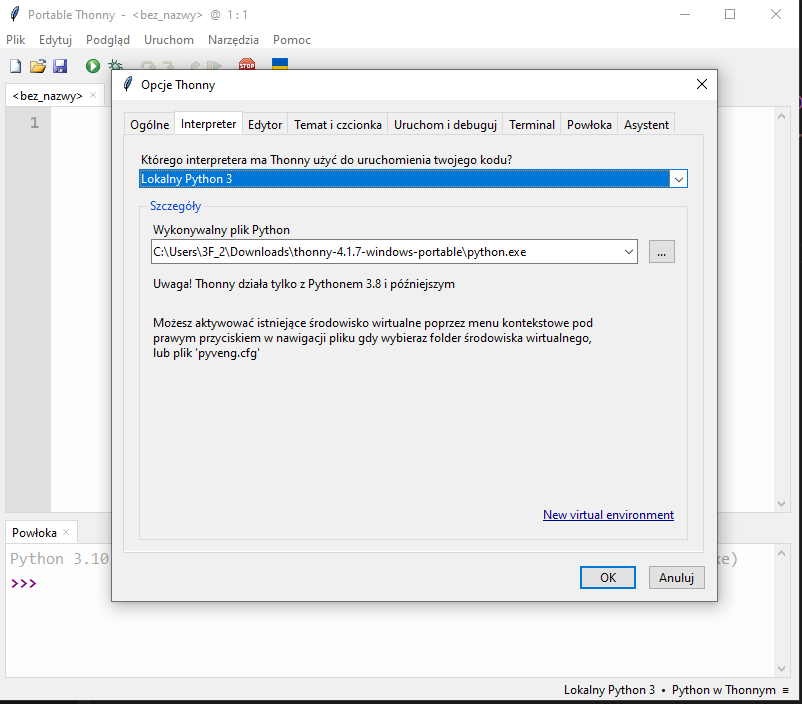 Portable Thonny - <bez_nazwy> @ 1 : 1
Plik Edytuj Podgląd Uruchom Narzędzia Pomoc
STOP
<bez_nazwy>
1
Opcje Thonny
Ogólne Interpreter Edytor Temat i czcionka Uruchom i debuguj Terminal Powłoka Asystent
Którego interpretera ma Thonny użyć do uruchomienia twojego kodu?
Lokalny Python 3
Szczegóły
Wykonywalny plik Python
C:\Users\3F_2\Downloads\thonny-4.1.7-windows-portable\python.exe
...
Uwaga! Thonny działa tylko z Pythonem 3.8 i późniejszym
Możesz aktywować istniejące środowisko wirtualne poprzez menu kontekstowe pod
prawym przyciskiem w nawigacji pliku gdy wybieraz folder środowiska wirtualnego,
lub plik 'pyveng.cfg'
New virtual environment
OK Anuluj
Powłoka
Python 3.10
>>>
Lokalny Python 3 • Python w Thonnym ≡